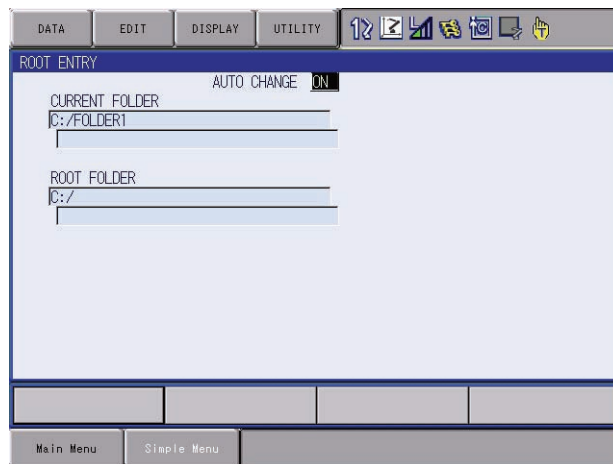 DATA EDIT DISPLAY UTILITY
ROOT ENTRY
AUTO CHANGE ON
CURRENT FOLDER
C:/FOLDER1
ROOT FOLDER
C:/
Main Menu Simple Menu